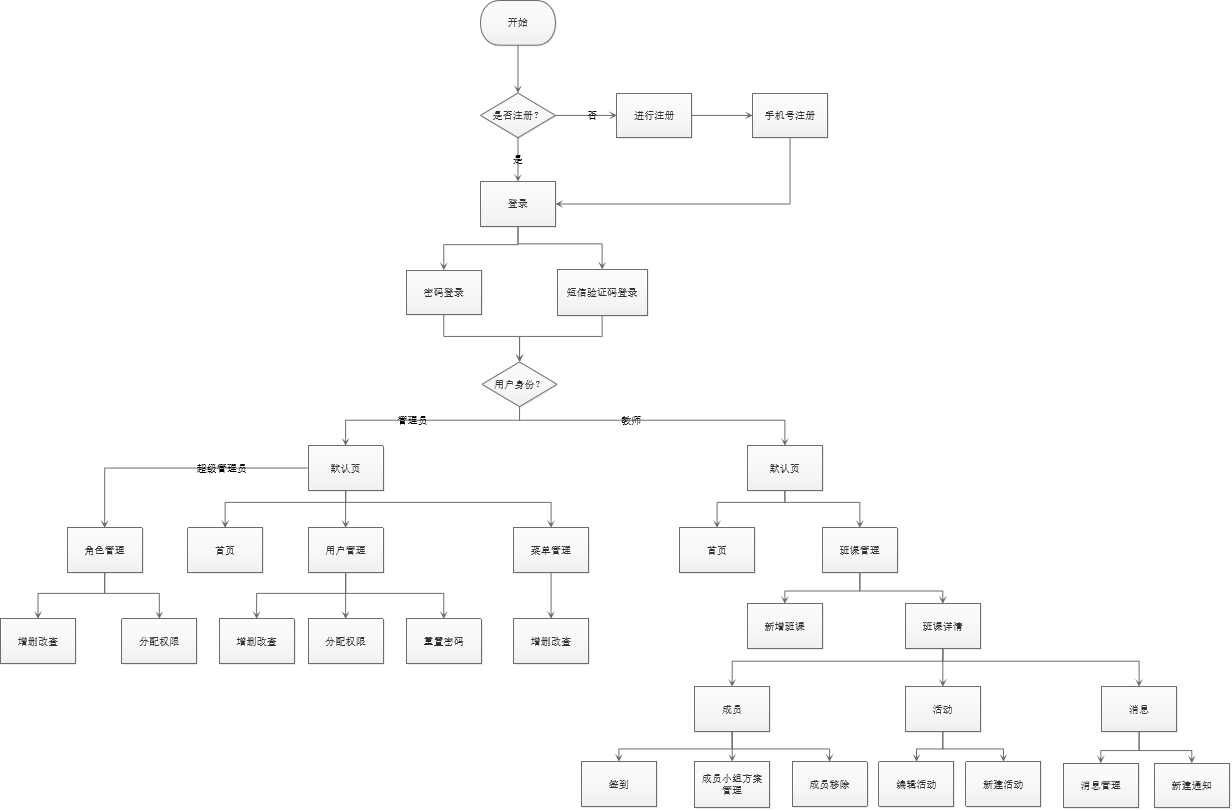 开始
是否注册？
否
进行注册
手机号注册
是
登录
密码登录
短信验证码登录
用户身份？
管理员
教师
超级管理员
默认页
默认页
角色管理
首页
用户管理
菜单管理
首页
班课管理
增删改查
分配权限
增删改查
分配权限
重置密码
增删改查
新增班课
班课详情
成员
活动
消息
签到
成员小组方案
管理
成员移除
编辑活动
新建活动
消息管理
新建通知